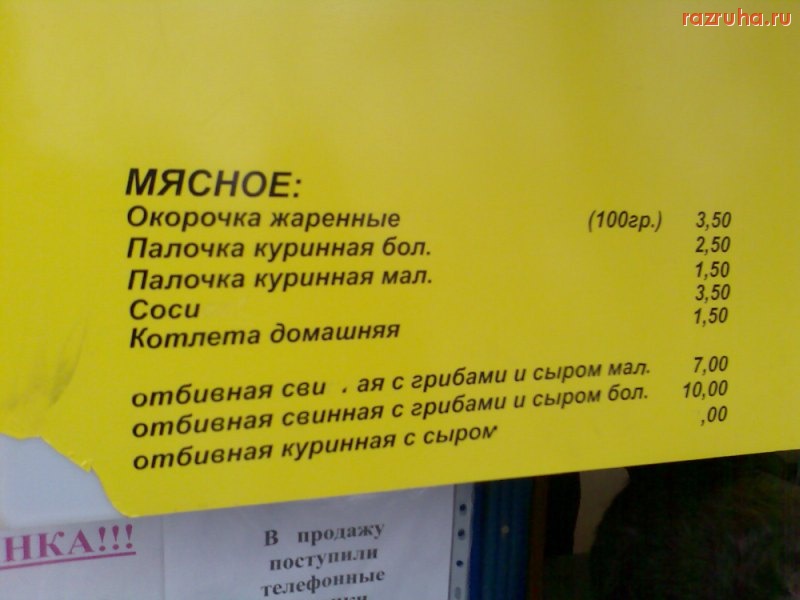 razruha.ru
МЯСНОЕ:
Окорочка жаренные (100гр.) 3,50
Палочка куринная бол. 2,50
Палочка куринная мал. 1,50
Соси 3,50
Котлета домашняя 1,50
отбивная сви . ая с грибами и сыром мал. 7,00
отбивная свинная с грибами и сыром бол. 10,00
отбивная куринная с сыром ,00
НКА!!!
В продажу
поступили
телефонные